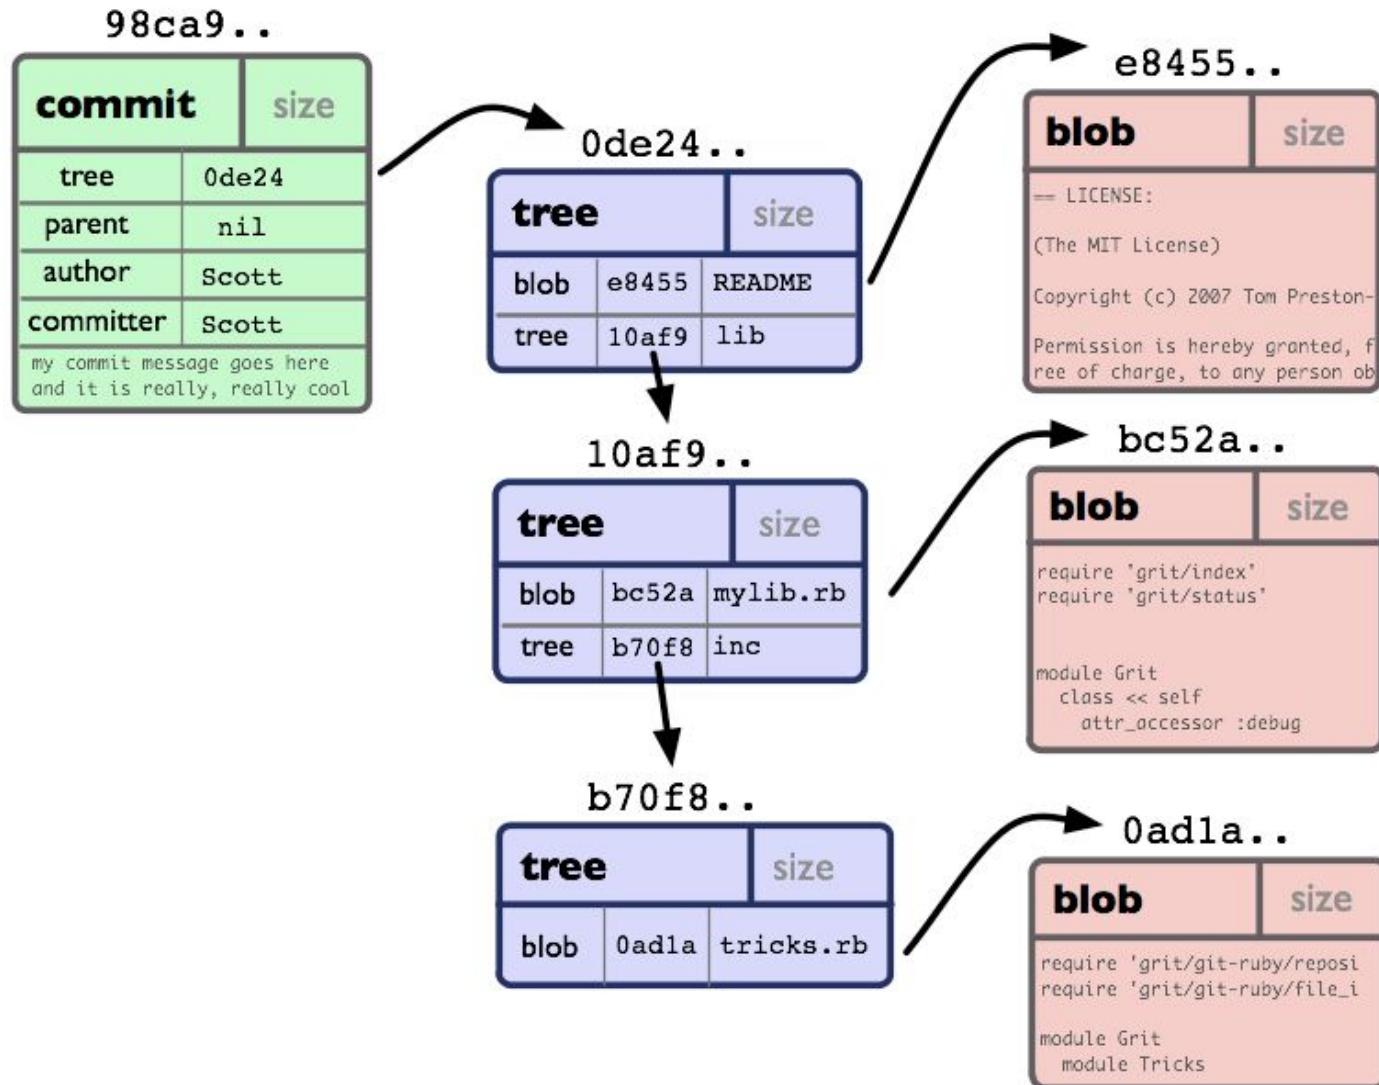 98ca9..
commit size
tree 0de24
parent nil
author Scott
committer Scott
my commit message goes here
and it is really, really cool
0de24..
tree size
blob e8455 README
tree 10af9 lib
10af9..
tree size
blob bc52a mylib.rb
tree b70f8 inc
b70f8..
tree size
blob 0ad1a tricks.rb
e8455..
blob size
== LICENSE:
(The MIT License)
Copyright (c) 2007 Tom Preston-
Permission is hereby granted, f
ree of charge, to any person ob
bc52a..
blob size
require 'grit/index'
require 'grit/status'
module Grit
class << self
attr_accessor :debug
0ad1a..
blob size
require 'grit/git-ruby/reposi
require 'grit/git-ruby/file_i
module Grit
module Tricks